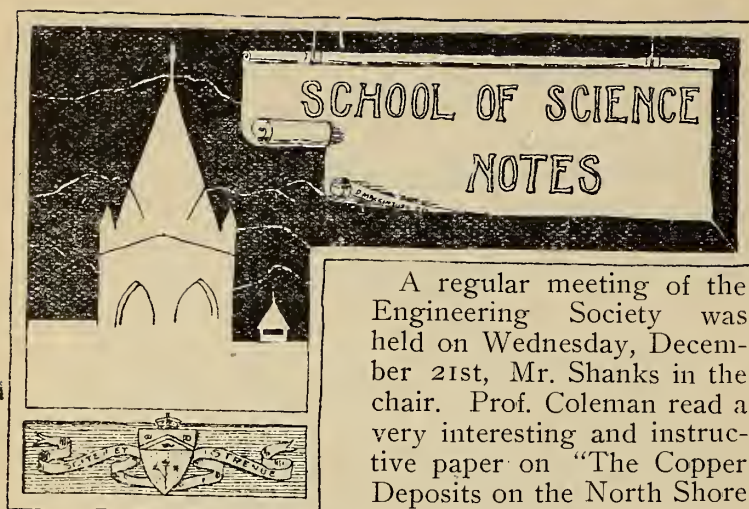 SCHOOL OF SCIENCE
NOTES
A regular meeting of the
Engineering Society was
held on Wednesday, Decem-
ber 21st, Mr. Shanks in the
chair. Prof. Coleman read a
very interesting and instruc-
tive paper on "The Copper
Deposits on the North Shore